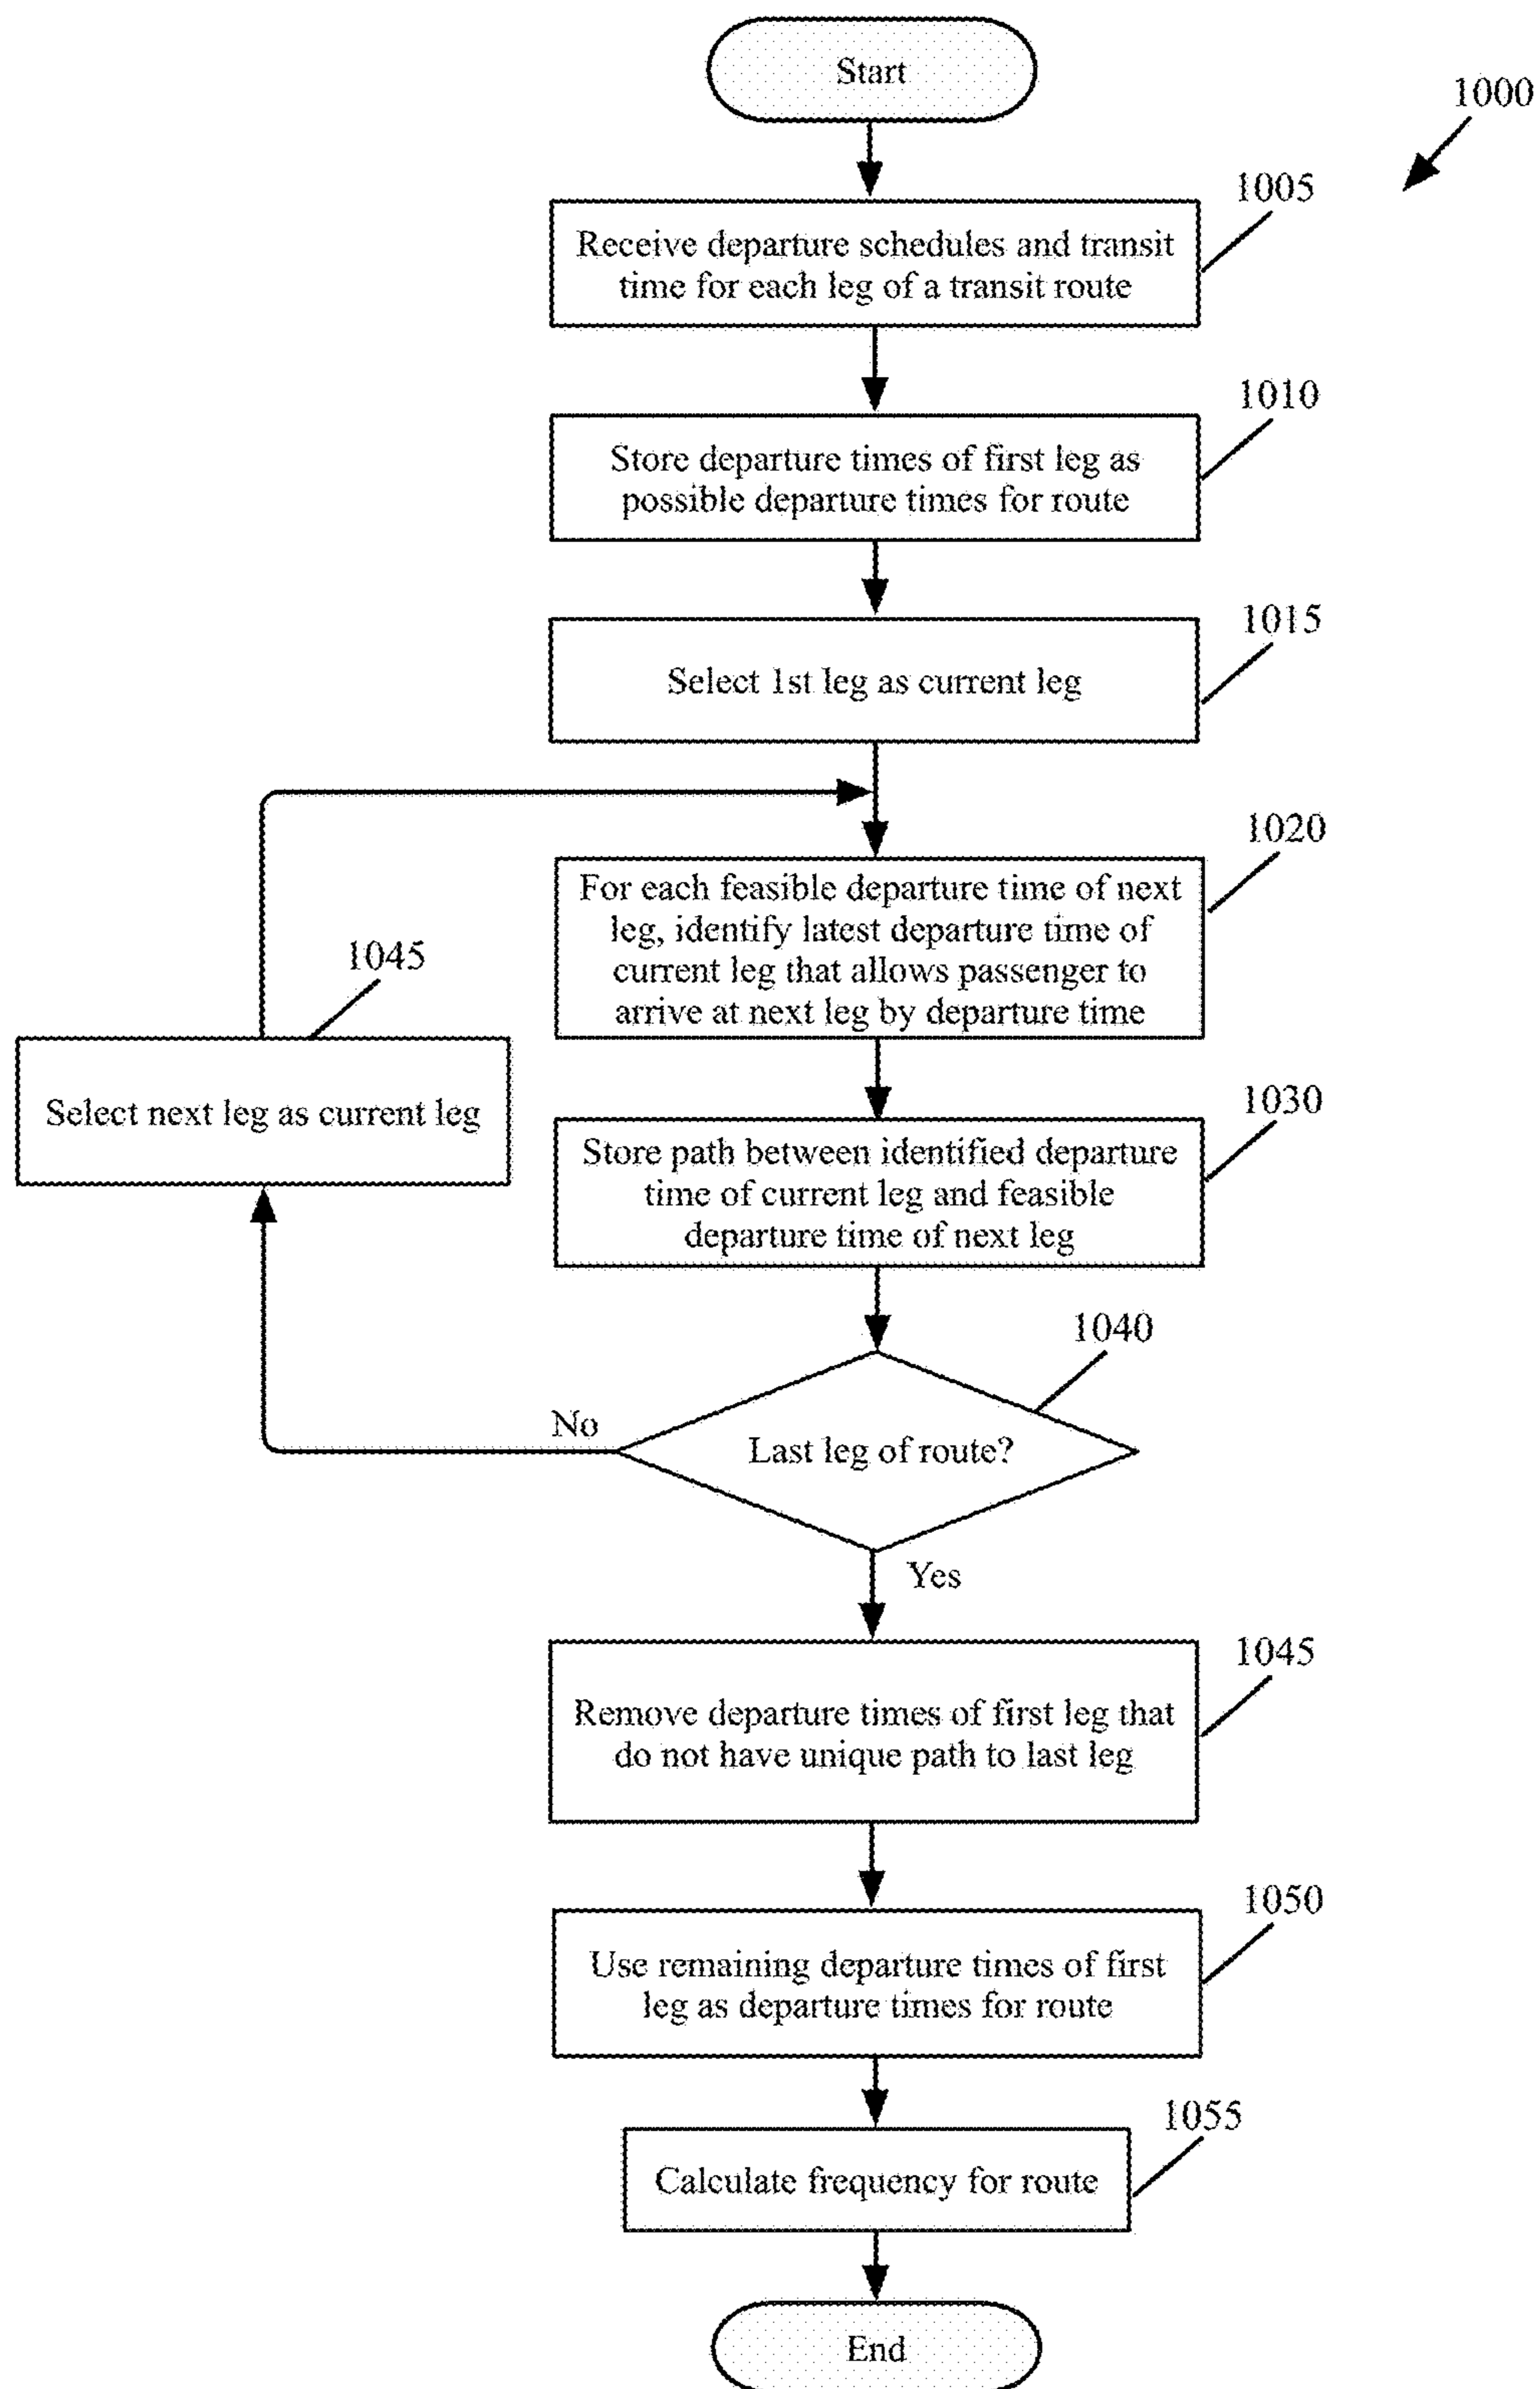 Start
1000
1005
Receive departure schedules and transit
time for each leg of a transit route
1010
Store departure times of first leg as
possible departure times for route
1015
Select 1st leg as current leg
1020
For each feasible departure time of next
leg, identify latest departure time of
current leg that allows passenger to
arrive at next leg by departure time
1045
Select next leg as current leg
1030
Store path between identified departure
time of current leg and feasible
departure time of next leg
1040
No
Last leg of route?
Yes
1045
Remove departure times of first leg that
do not have unique path to last leg
1050
Use remaining departure times of first
leg as departure times for route
1055
Calculate frequency for route
End